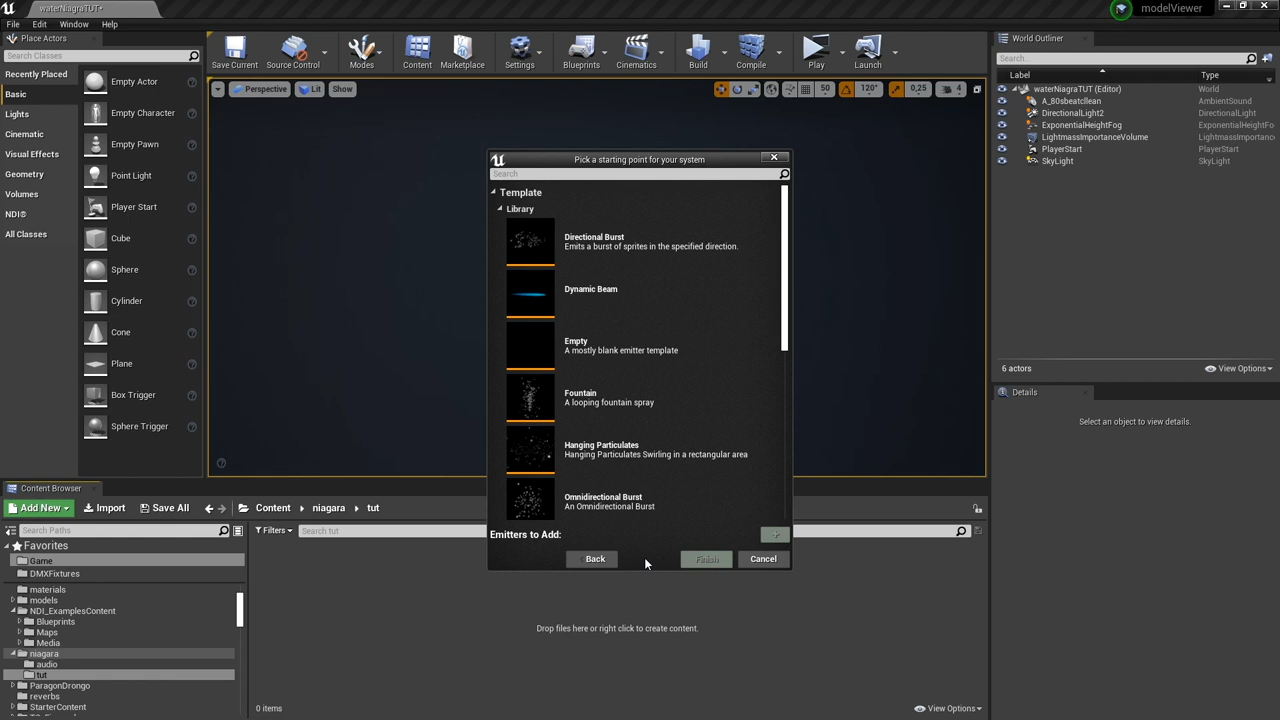 waterNiagraTUT*
modelViewer
File Edit Window Help
Place Actors
Search Classes
Recently Placed
Basic
Lights
Cinematic
Visual Effects
Geometry
Volumes
NDI®
All Classes
Empty Actor
Empty Character
Empty Pawn
Point Light
Player Start
Cube
Sphere
Cylinder
Cone
Plane
Box Trigger
Sphere Trigger
Save Current Source Control Modes Content Marketplace Settings Blueprints Cinematics Build Compile Play Launch
Perspective Lit Show
50 120° 0,25 4
Pick a starting point for your system
Search
Template
Library
Directional Burst
Emits a burst of sprites in the specified direction.
Dynamic Beam
Empty
A mostly blank emitter template
Fountain
A looping fountain spray
Hanging Particulates
Hanging Particulates Swirling in a rectangular area
Omnidirectional Burst
An Omnidirectional Burst
Emitters to Add:
Back Finish Cancel
World Outliner
Search...
Label Type
waterNiagraTUT (Editor) World
A_80sbeatcllean AmbientSound
DirectionalLight2 DirectionalLight
ExponentialHeightFog ExponentialHeightFo
LightmassImportanceVolume LightmassImportanc
PlayerStart PlayerStart
SkyLight SkyLight
6 actors View Options
Details
Select an object to view details.
Content Browser
Add New Import Save All Content niagara tut
Search Paths
Filters Search tut
Favorites
Game
DMXFixtures
materials
models
NDI_ExamplesContent
Blueprints
Maps
Media
niagara
audio
tut
ParagonDrongo
reverbs
StarterContent
Drop files here or right click to create content.
0 items View Options